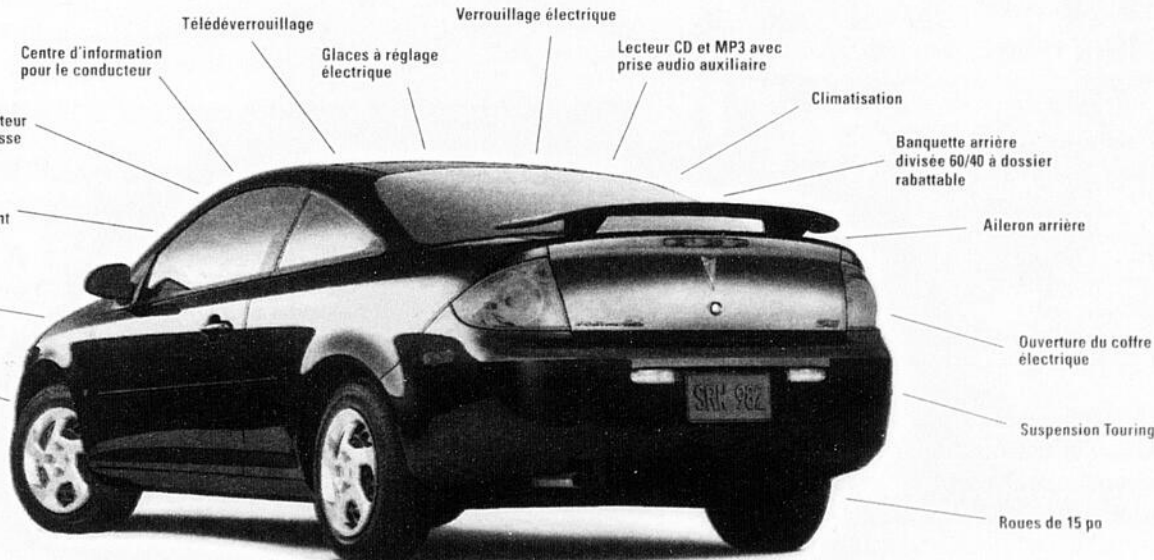 Télédéverrouillage
Verrouillage électrique
Centre d'information
pour le conducteur
Glaces à réglage
électrique
Lecteur CD et MP3 avec
prise audio auxiliaire
Climatisation
Banquette arrière
divisée 60/40 à dossier
rabattable
Aileron arrière
Ouverture du coffre
électrique
Suspension Touring
Roues de 15 po
SRN 982